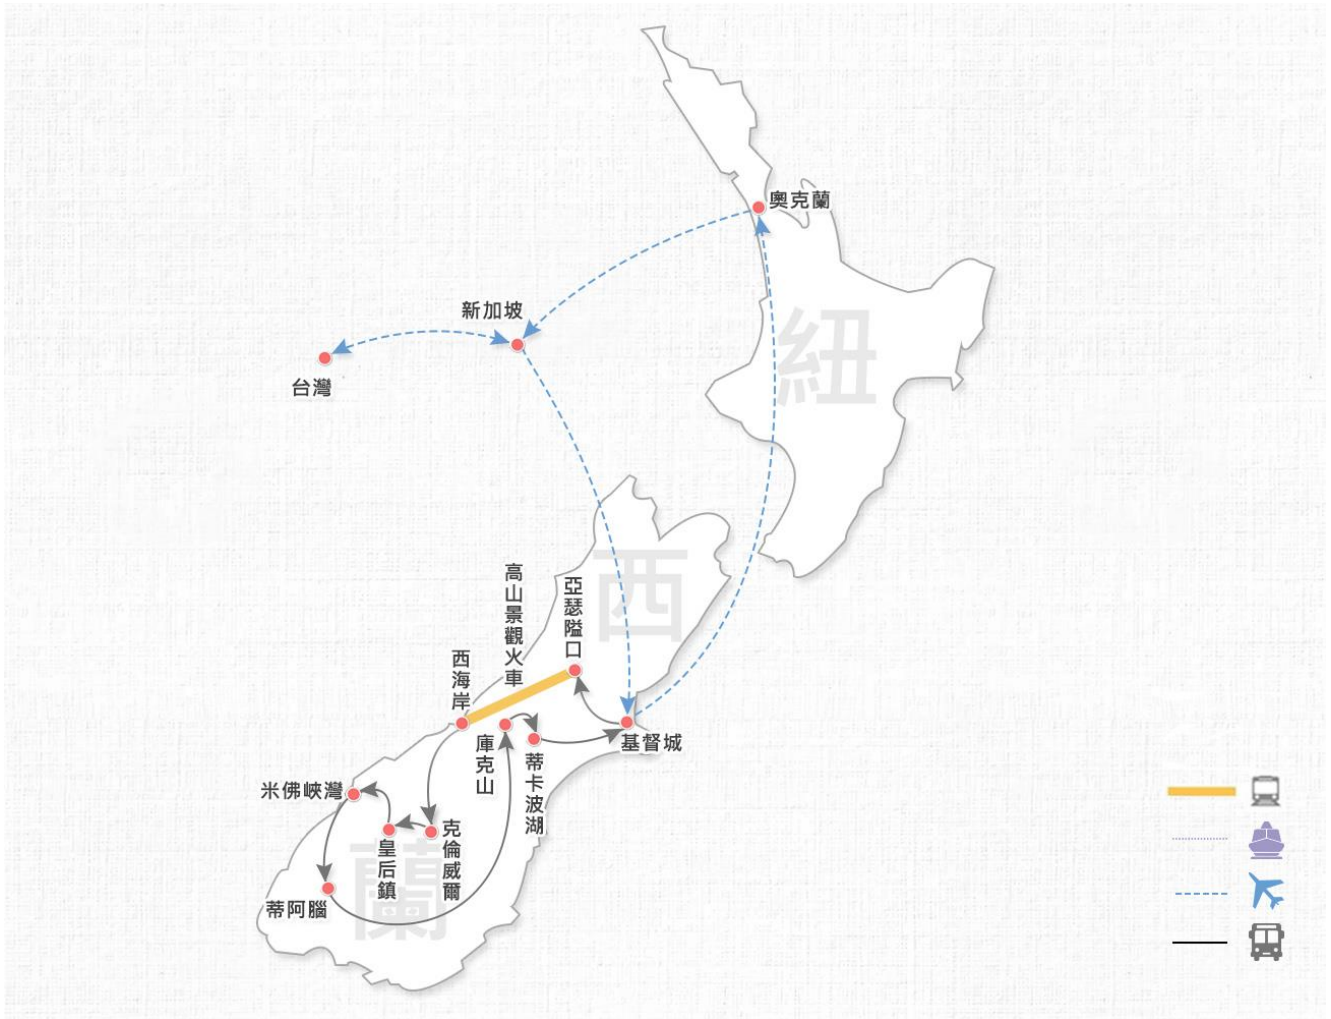 奧克蘭
新加坡
台灣
紐
西
高山景觀火車
亞瑟隘口
西海岸
庫克山
蒂卡波湖
基督城
米佛峽灣
克倫威爾
皇后鎮
蘭
蒂阿腦